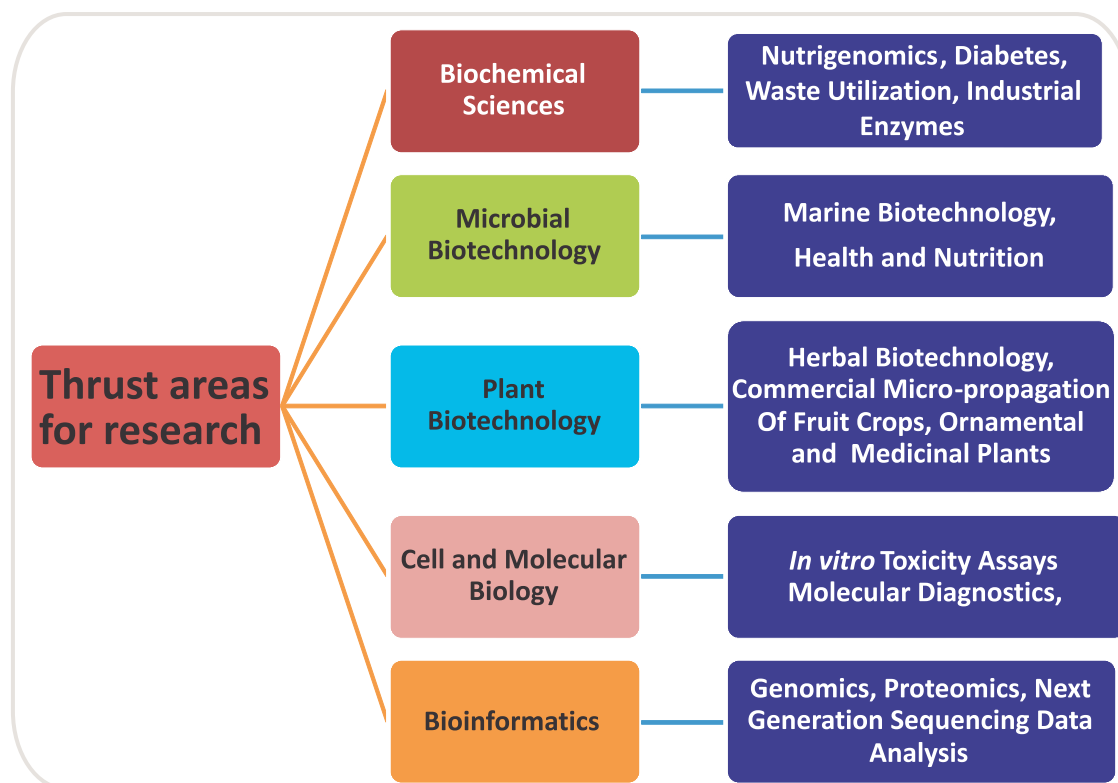 Thrust areas
for research
Biochemical
Sciences
Nutrigenomics, Diabetes,
Waste Utilization, Industrial
Enzymes
Microbial
Biotechnology
Marine Biotechnology,
Health and Nutrition
Plant
Biotechnology
Herbal Biotechnology,
Commercial Micro-propagation
Of Fruit Crops, Ornamental
and Medicinal Plants
Cell and Molecular
Biology
In vitro Toxicity Assays
Molecular Diagnostics,
Bioinformatics
Genomics, Proteomics, Next
Generation Sequencing Data
Analysis